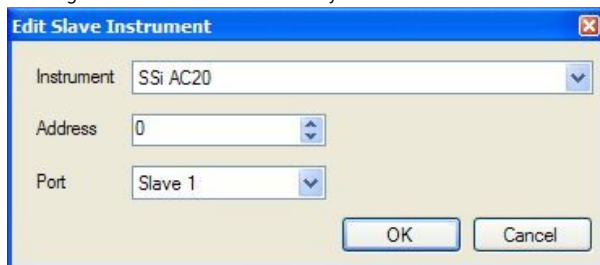 Edit Slave Instrument
Instrument SSi AC20
Address 0
Port Slave 1
OK Cancel